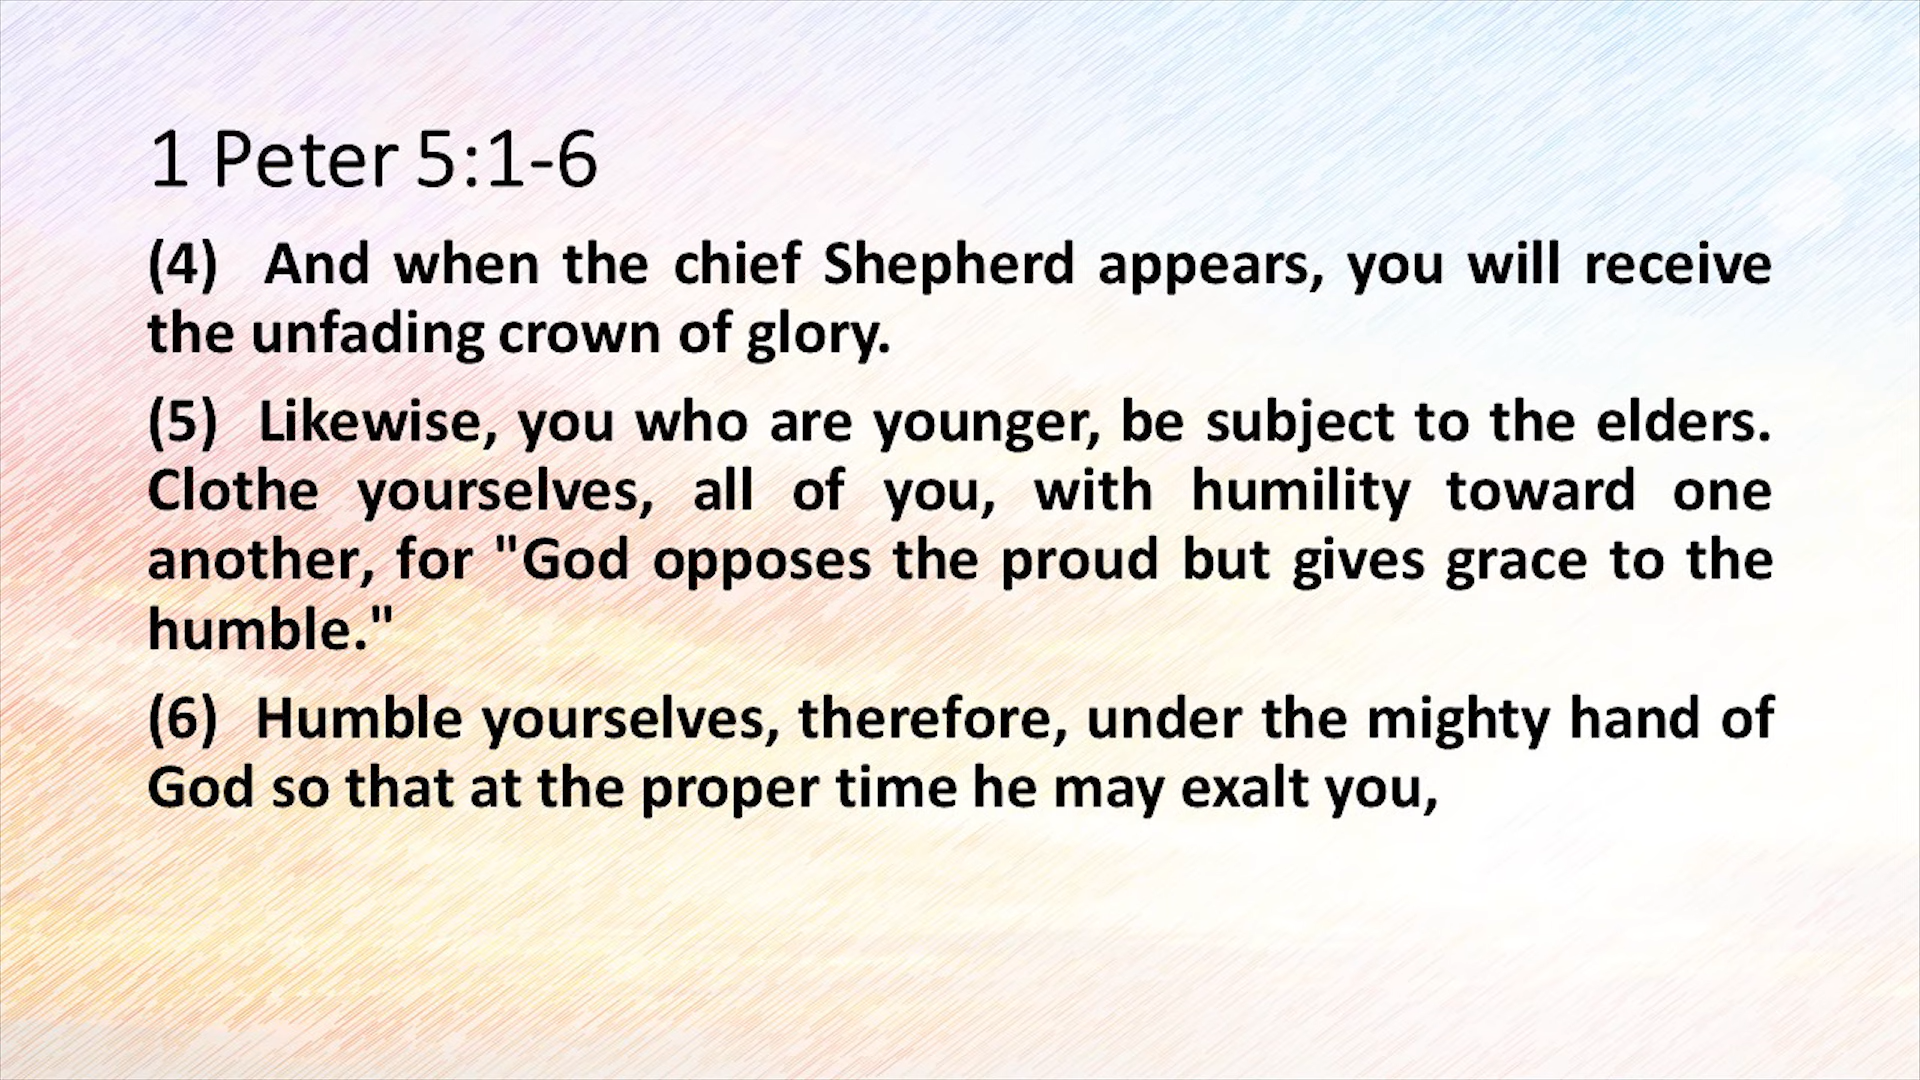 1 Peter 5:1-6
(4) And when the chief Shepherd appears, you will receive
the unfading crown of glory.
(5) Likewise, you who are younger, be subject to the elders.
Clothe yourselves, all of you, with humility toward one
another, for "God opposes the proud but gives grace to the
humble."
(6) Humble yourselves, therefore, under the mighty hand of
God so that at the proper time he may exalt you,